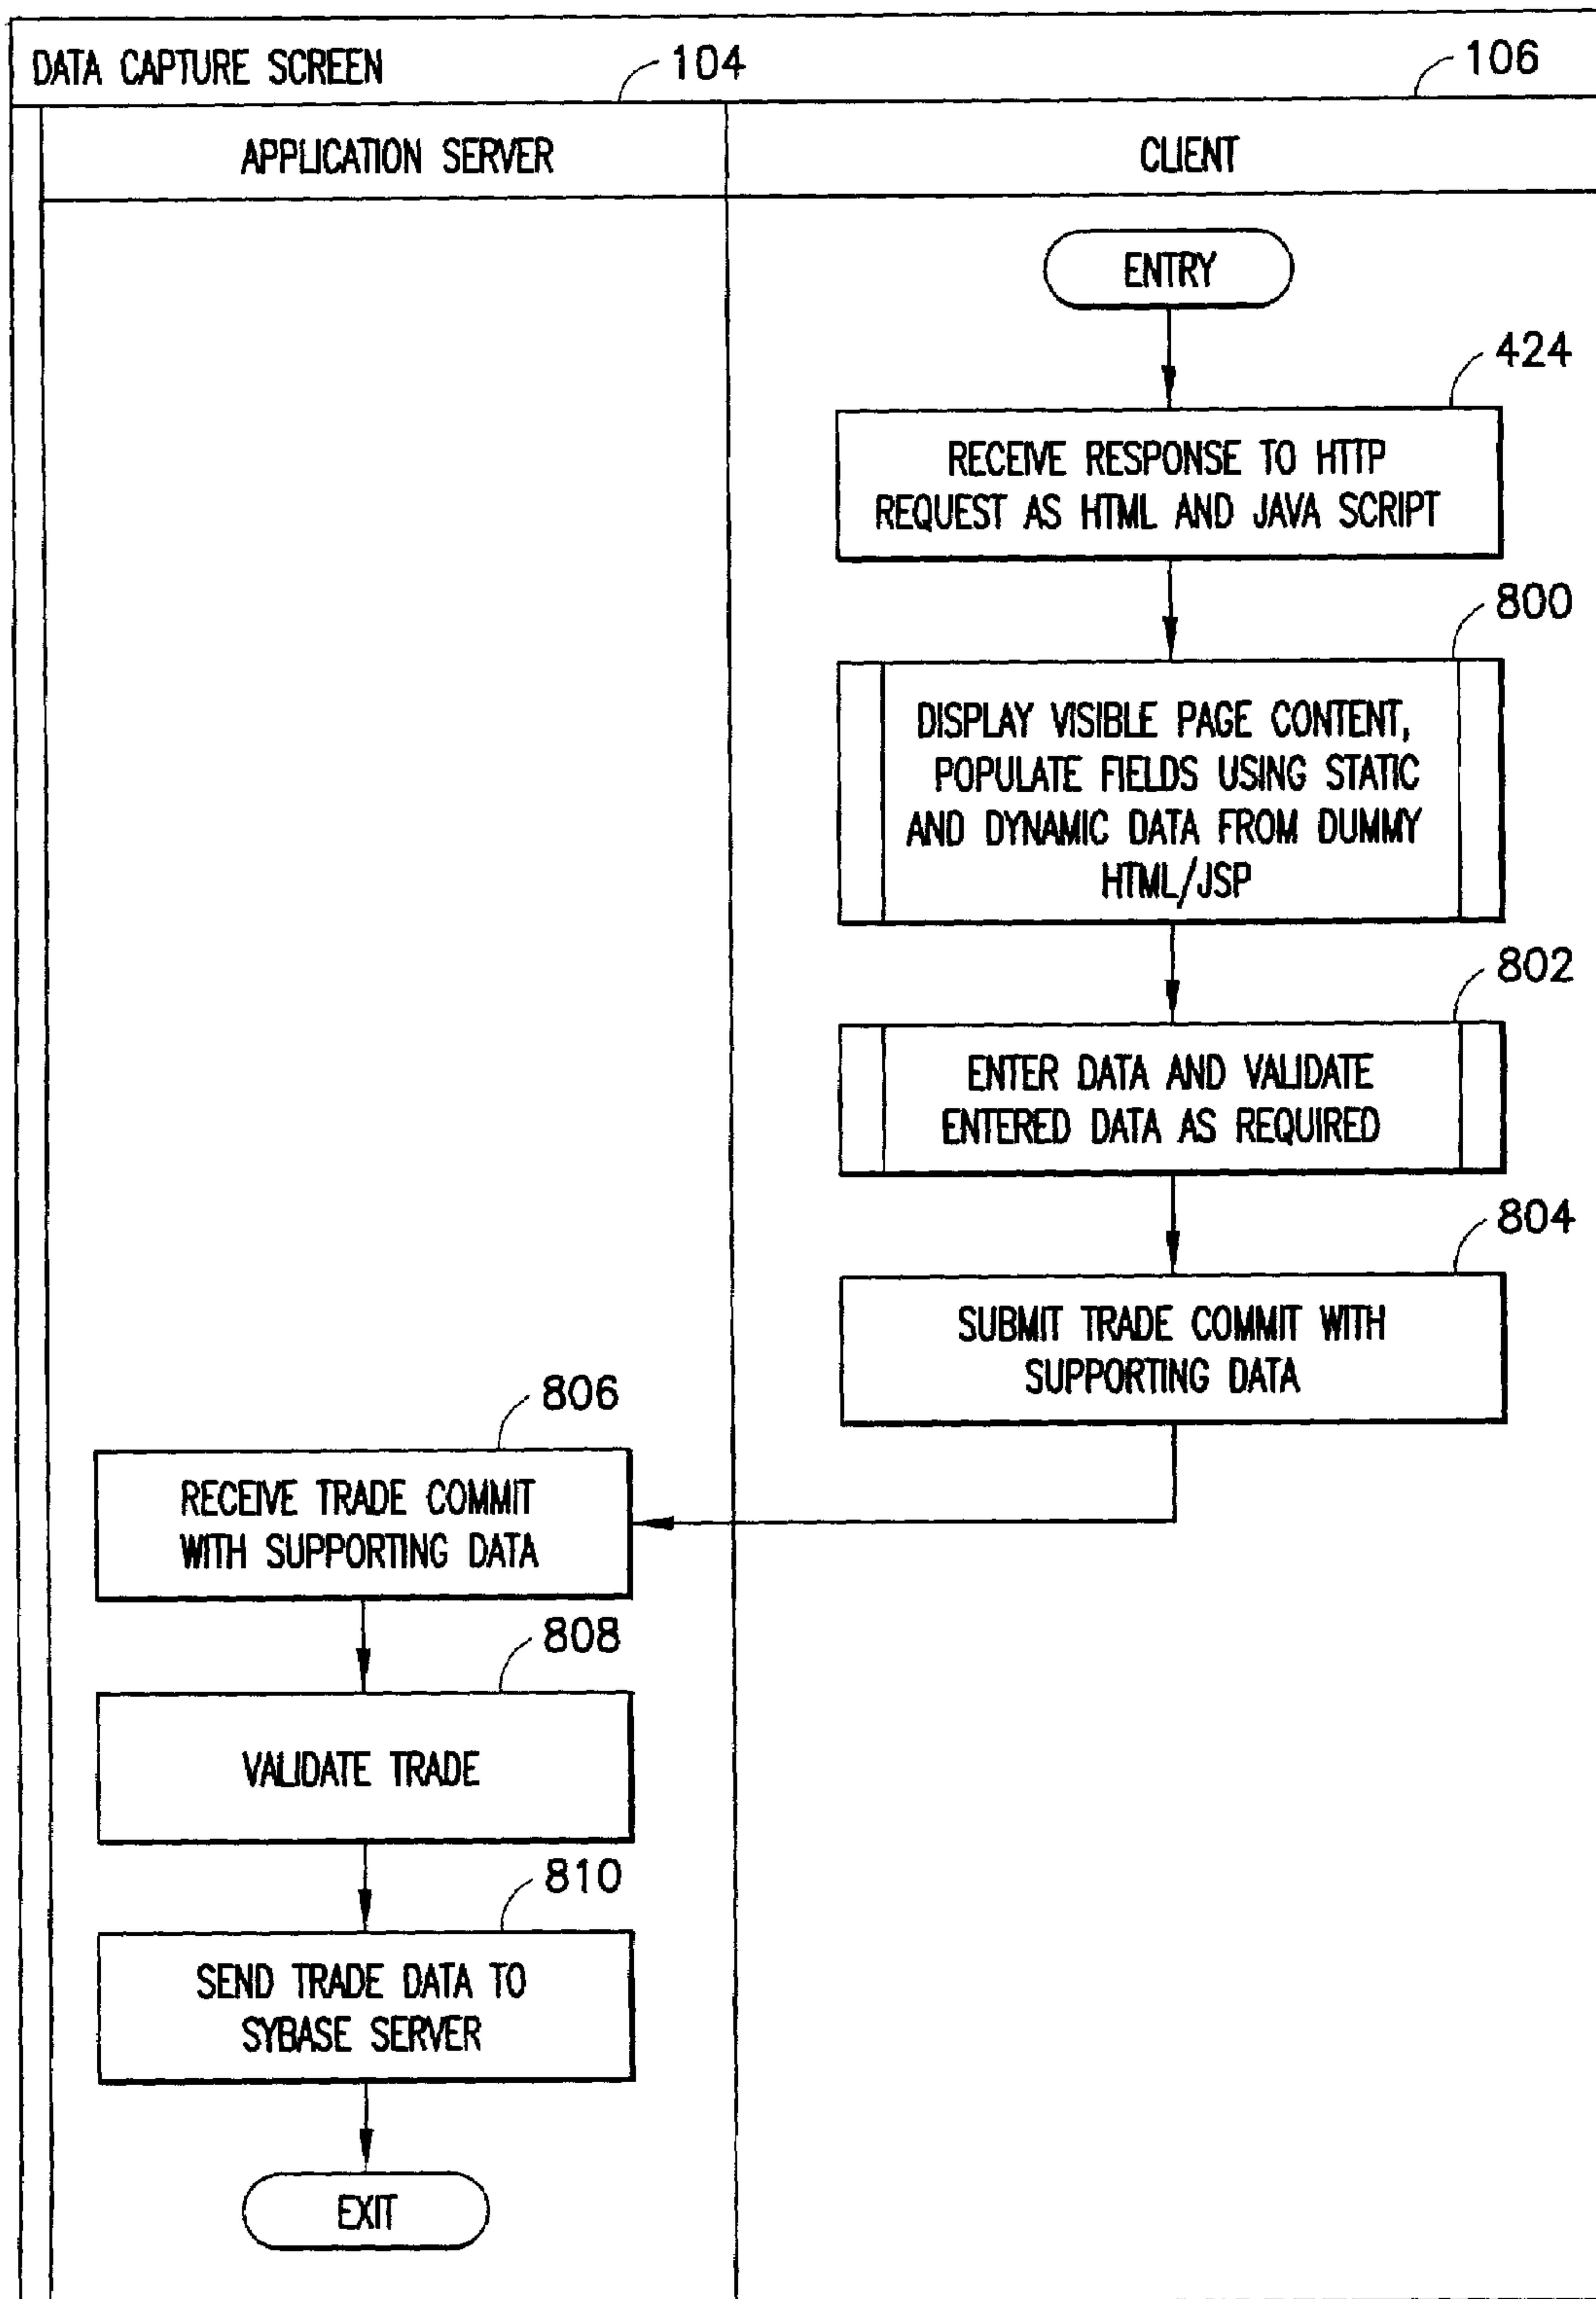 DATA CAPTURE SCREEN
104
106
APPLICATION SERVER
CLIENT
ENTRY
424
RECEIVE RESPONSE TO HTTP
REQUEST AS HTML AND JAVA SCRIPT
800
DISPLAY VISIBLE PAGE CONTENT,
POPULATE FIELDS USING STATIC
AND DYNAMIC DATA FROM DUMMY
HTML/JSP
802
ENTER DATA AND VALIDATE
ENTERED DATA AS REQUIRED
804
SUBMIT TRADE COMMIT WITH
SUPPORTING DATA
806
RECEIVE TRADE COMMIT
WITH SUPPORTING DATA
808
VALIDATE TRADE
810
SEND TRADE DATA TO
SYBASE SERVER
EXIT